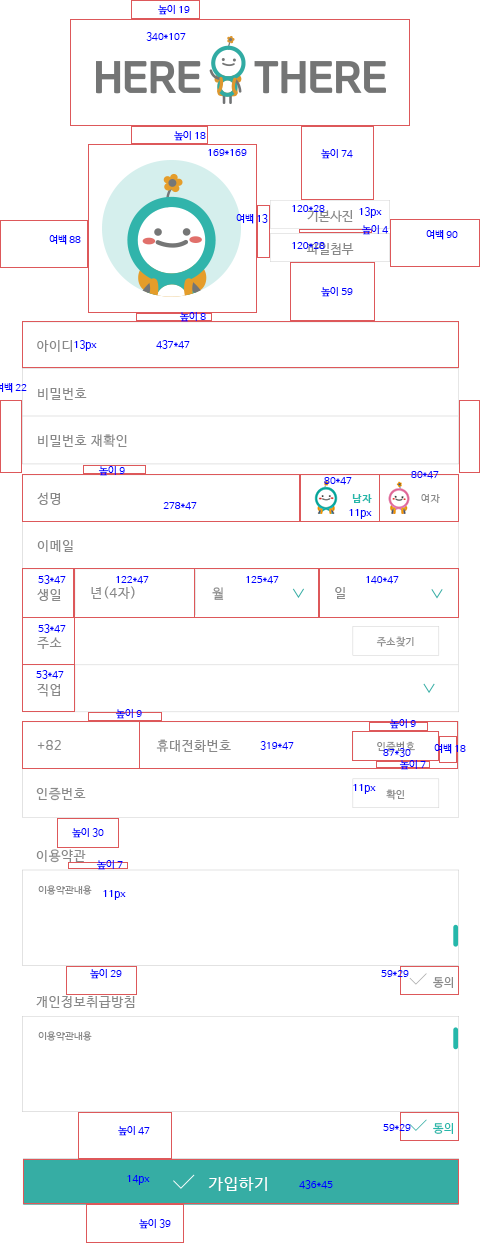 높이 19
340*107
HERE THERE
높이 18
169*169
높이 74
120*28
기본사진 13px
여백 13
높이 4
120*28
파일첨부
여백 88
여백 90
높이 59
높이 8
아이디 13px 437*47
여백 22
비밀번호
비밀번호 재확인
높이 9
성명 278*47
80*47
남자
11px
80*47
여자
이메일
53*47 122*47 125*47 140*47
생일 년(4자) 월 일
53*47
주소 주소찾기
53*47
직업
높이 9
높이 9
+82 휴대전화번호 319*47 인증번호 여백 18
87*30
높이 7
인증번호 11px 확인
높이 30
이용약관
높이 7
이용약관내용 11px
높이 29
59*29
동의
개인정보취급방침
이용약관내용
높이 47
59*29 동의
14px 가입하기 436*45
높이 39